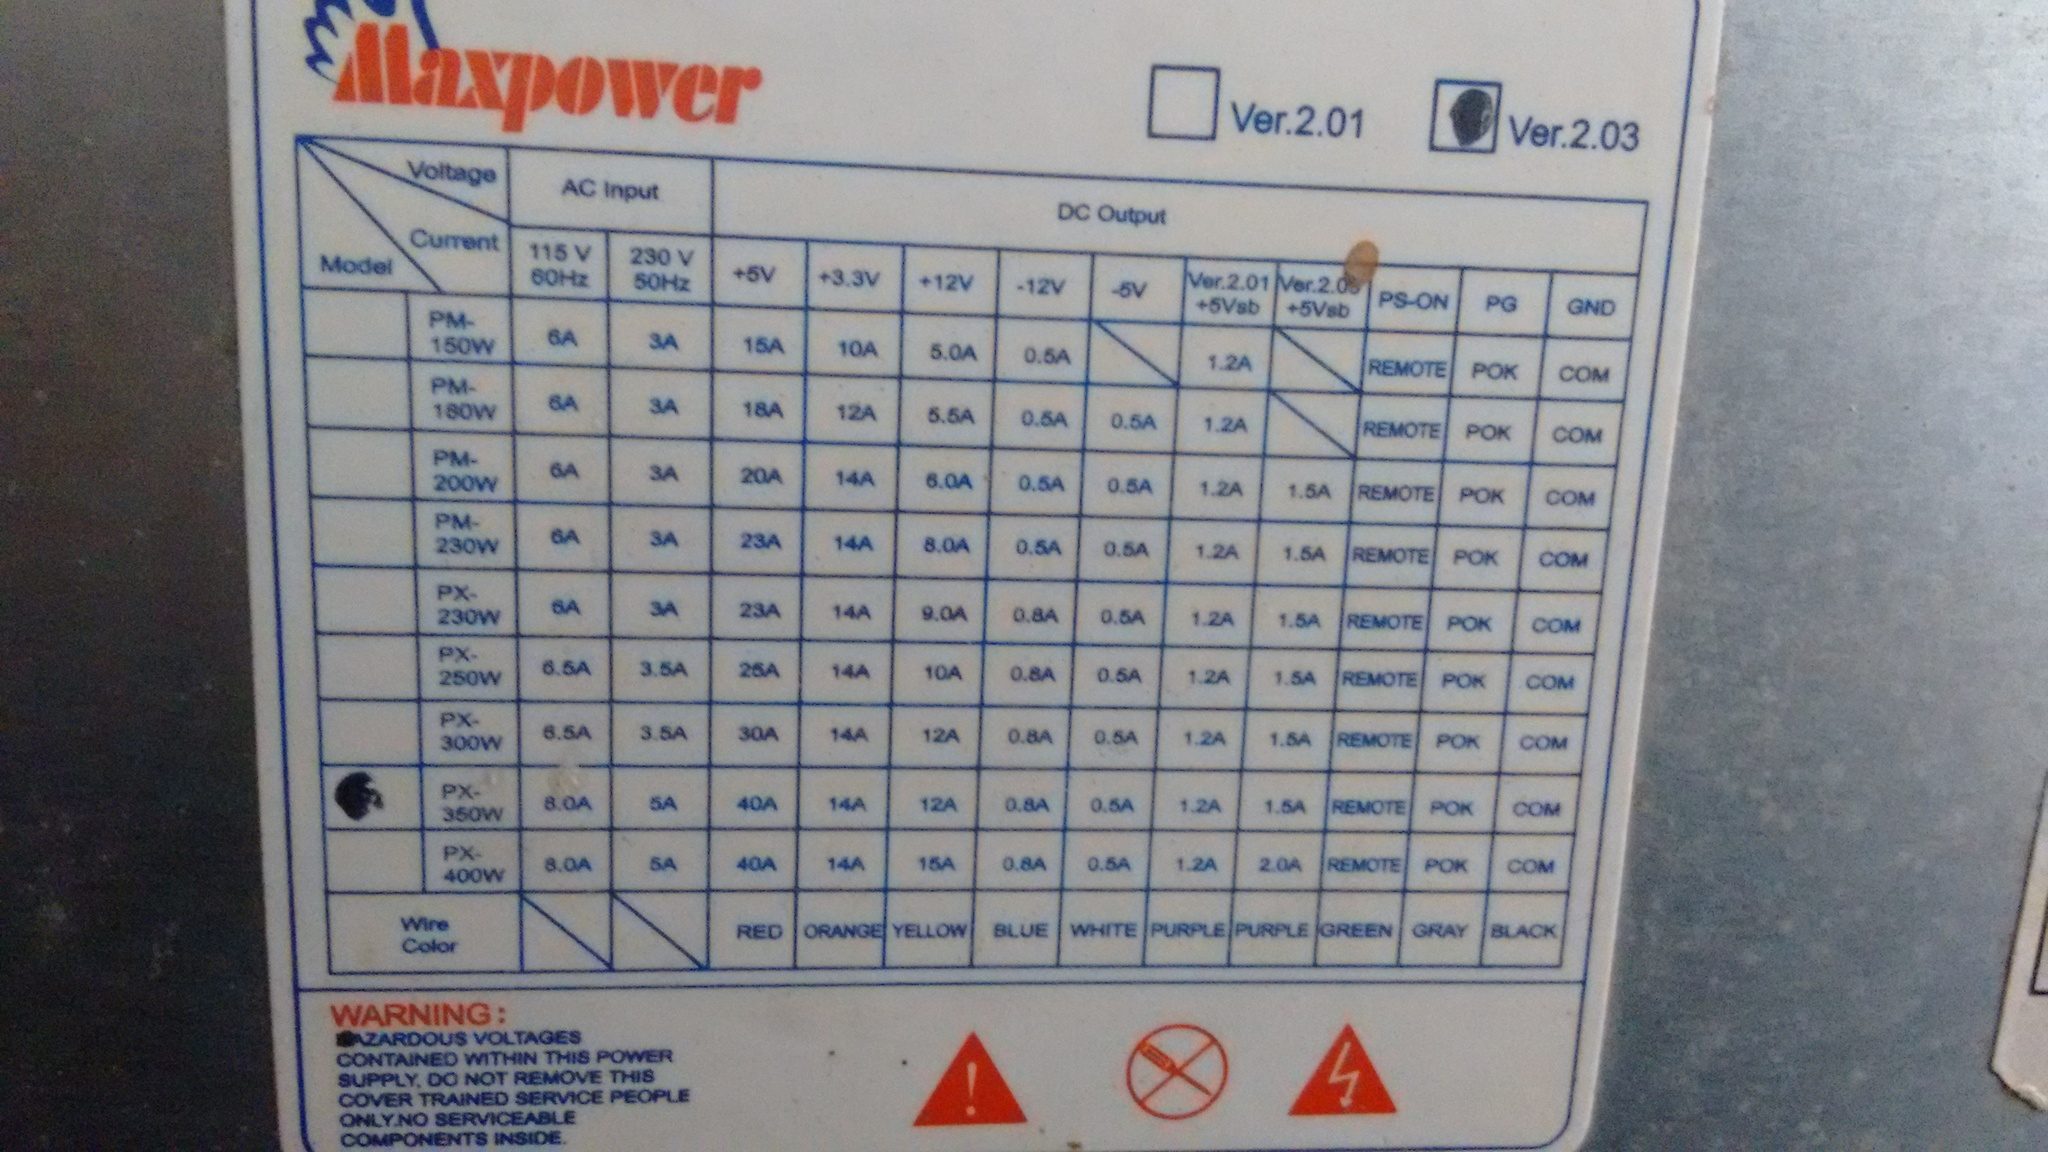 Maxpower
Ver.2.01 Ver.2.03
Voltage AC Input DC Output
Current
Model 115 V 60Hz 230 V 50Hz +5V +3.3V +12V -12V -5V Ver.2.01 +5Vsb Ver.2.03 +5Vsb PS-ON PG GND
PM-150W 6A 3A 15A 10A 5.0A 0.5A 1.2A REMOTE POK COM
PM-180W 6A 3A 18A 12A 5.5A 0.5A 0.5A 1.2A REMOTE POK COM
PM-200W 6A 3A 20A 14A 6.0A 0.5A 0.5A 1.2A 1.5A REMOTE POK COM
PM-230W 6A 3A 23A 14A 8.0A 0.5A 0.5A 1.2A 1.5A REMOTE POK COM
PX-230W 6A 3A 23A 14A 9.0A 0.8A 0.5A 1.2A 1.5A REMOTE POK COM
PX-250W 6.5A 3.5A 25A 14A 10A 0.8A 0.5A 1.2A 1.5A REMOTE POK COM
PX-300W 6.5A 3.5A 30A 14A 12A 0.8A 0.5A 1.2A 1.5A REMOTE POK COM
PX-350W 8.0A 5A 40A 14A 12A 0.8A 0.5A 1.2A 1.5A REMOTE POK COM
PX-400W 8.0A 5A 40A 14A 15A 0.8A 0.5A 1.2A 2.0A REMOTE POK COM
Wire Color RED ORANGE YELLOW BLUE WHITE PURPLE PURPLE GREEN GRAY BLACK
WARNING:
HAZARDOUS VOLTAGES
CONTAINED WITHIN THIS POWER
SUPPLY, DO NOT REMOVE THIS
COVER TRAINED SERVICE PEOPLE
ONLY.NO SERVICEABLE
COMPONENTS INSIDE.